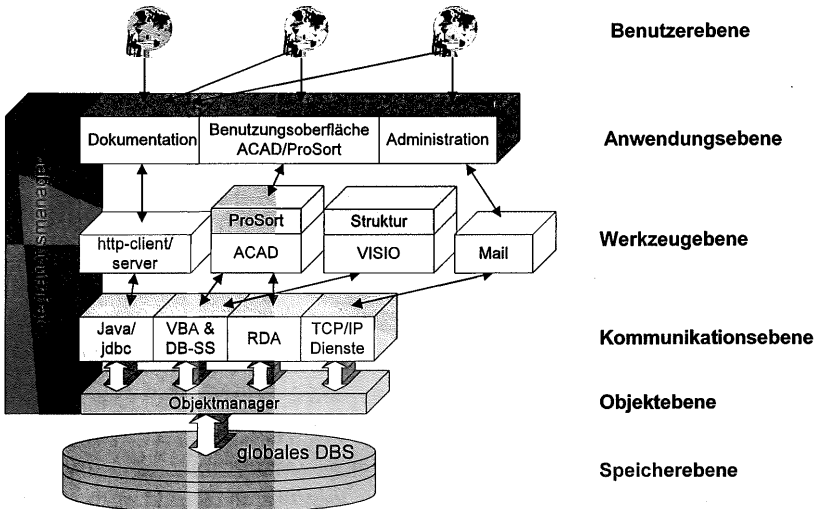 Benutzerebene
Dokumentation
Benutzungsoberfläche
ACAD/ProSort
Administration
Anwendungsebene
ProSort
Struktur
http-client/
server
ACAD
VISIO
Mail
Werkzeugebene
Java/
jdbc
VBA &
DB-SS
RDA
TCP/IP
Dienste
Kommunikationsebene
Objektmanager
Objektebene
globales DBS
Speicherebene